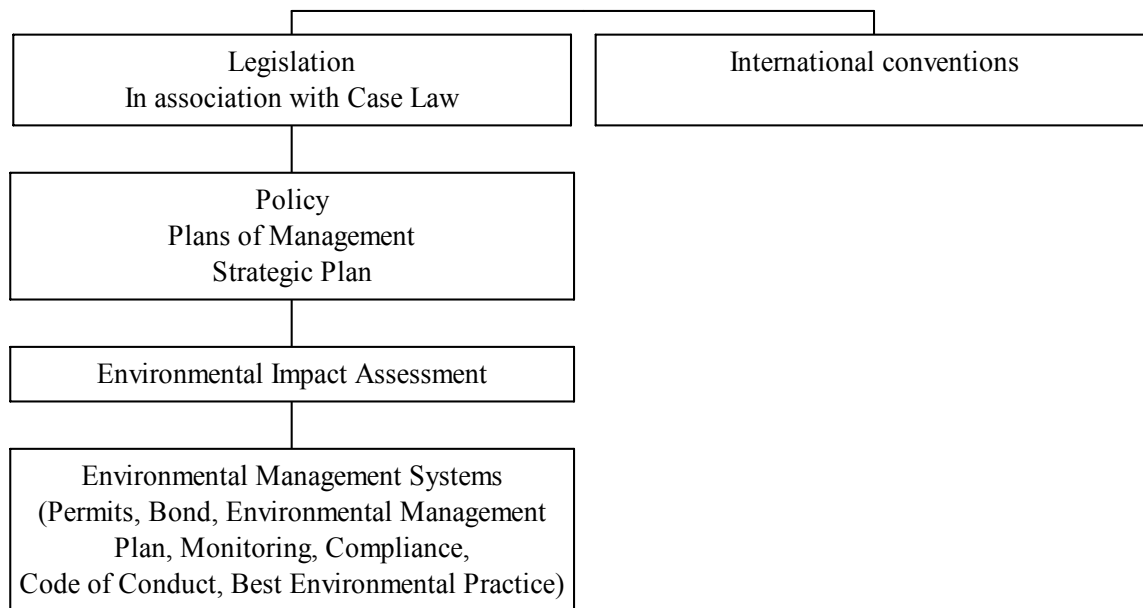 Legislation
In association with Case Law
International conventions
Policy
Plans of Management
Strategic Plan
Environmental Impact Assessment
Environmental Management Systems
(Permits, Bond, Environmental Management
Plan, Monitoring, Compliance,
Code of Conduct, Best Environmental Practice)